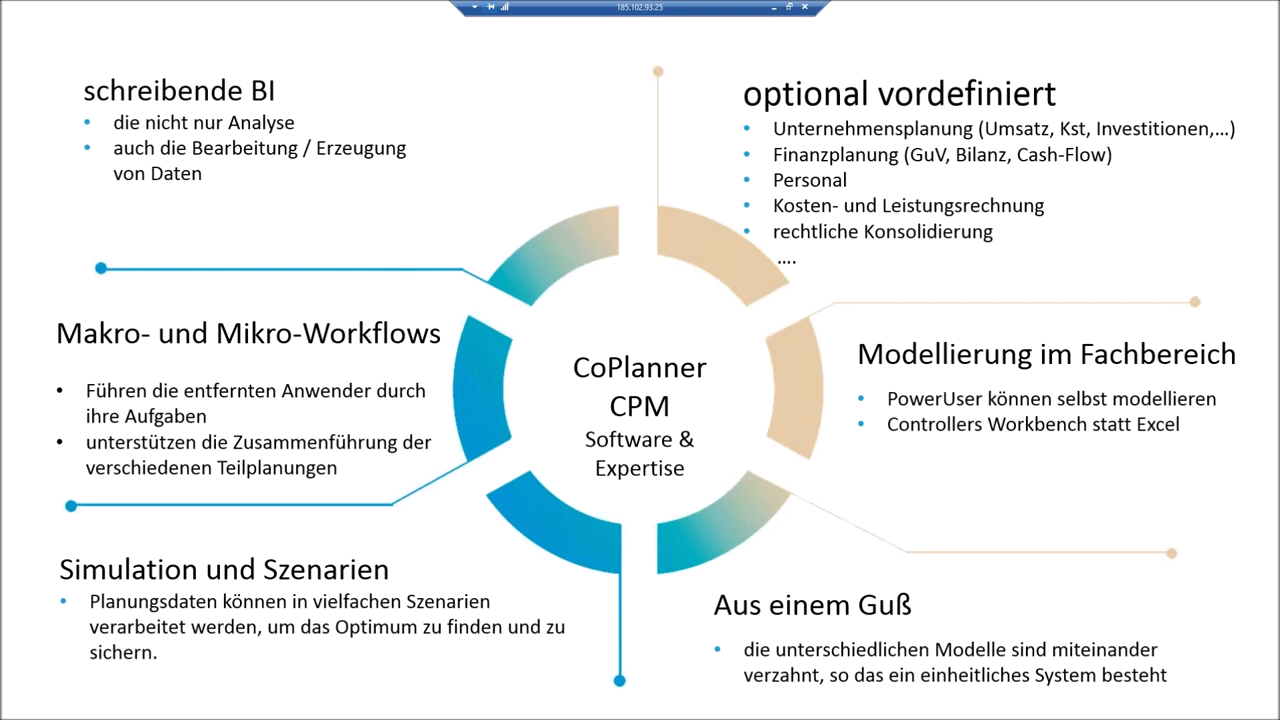 185.102.93.25
schreibende BI
• die nicht nur Analyse
• auch die Bearbeitung / Erzeugung
von Daten
optional vordefiniert
• Unternehmensplanung (Umsatz, Kst, Investitionen,...)
• Finanzplanung (GuV, Bilanz, Cash-Flow)
• Personal
• Kosten- und Leistungsrechnung
• rechtliche Konsolidierung
....
Makro- und Mikro-Workflows
• Führen die entfernten Anwender durch
ihre Aufgaben
• unterstützen die Zusammenführung der
verschiedenen Teilplanungen
CoPlanner
CPM
Software &
Expertise
Modellierung im Fachbereich
• PowerUser können selbst modellieren
• Controllers Workbench statt Excel
Simulation und Szenarien
• Planungsdaten können in vielfachen Szenarien
verarbeitet werden, um das Optimum zu finden und zu
sichern.
Aus einem Guß
• die unterschiedlichen Modelle sind miteinander
verzahnt, so das ein einheitliches System besteht